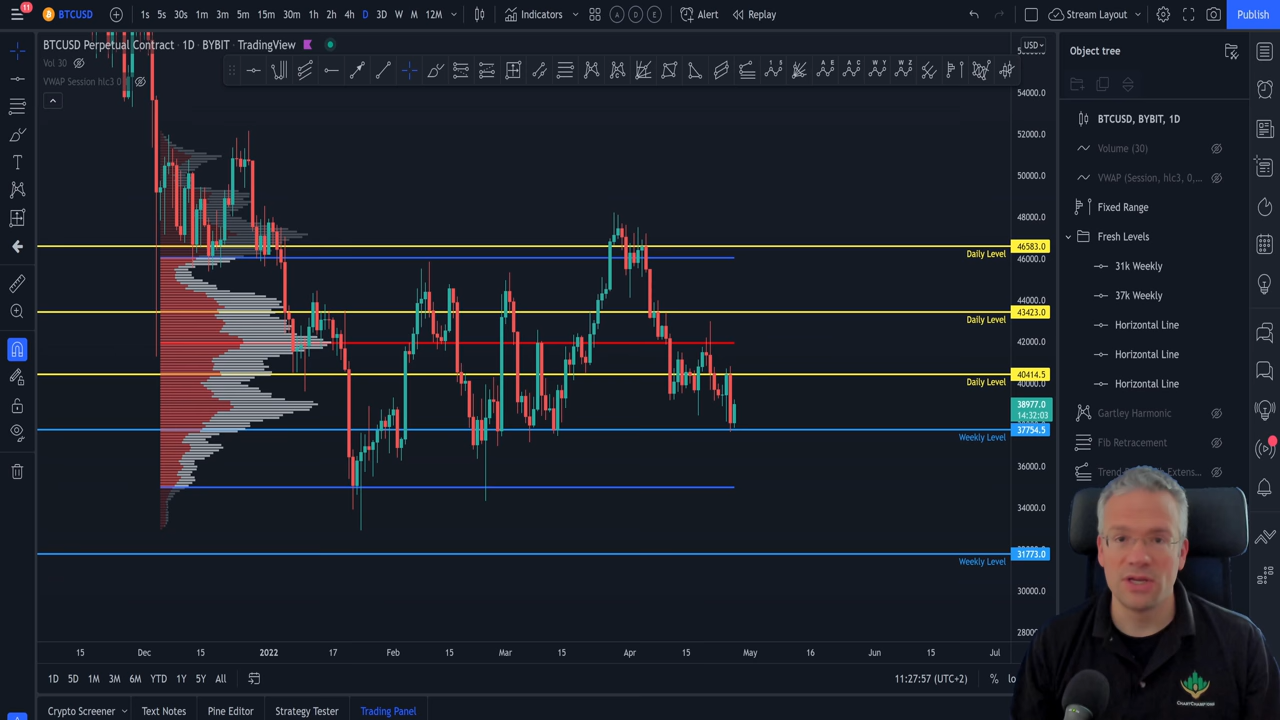 11
BTCUSD
1s 5s 30s 1m 3m 5m 15m 30m 1h 2h 4h D 3D W M 12M
Indicators
A D E
Alert
Replay
Stream Layout
Publish
BTCUSD Perpetual Contract · 1D · BYBIT · TradingView
Vol 30
VWAP Session hlc3 0 0
USD
54000.0
52000.0
50000.0
48000.0
46583.0
Daily Level
46000.0
44000.0
43423.0
Daily Level
42000.0
40414.5
Daily Level
40000.0
38977.0
14:32:03
37754.5
Weekly Level
36000.0
34000.0
31773.0
Weekly Level
30000.0
Object tree
BTCUSD, BYBIT, 1D
Volume (30)
VWAP (Session, hlc3, 0,...
Fixed Range
Fresh Levels
31k Weekly
37k Weekly
Horizontal Line
Horizontal Line
Horizontal Line
Gartley Harmonic
Fib Retracement
15 Dec 15 2022 17 Feb 15 Mar 15 Apr 15 May 16 Jun 15 Jul
1D 5D 1M 3M 6M YTD 1Y 5Y All
11:27:57 (UTC+2)
%
Crypto Screener
Text Notes
Pine Editor
Strategy Tester
Trading Panel
CHARTCHAMPIONS